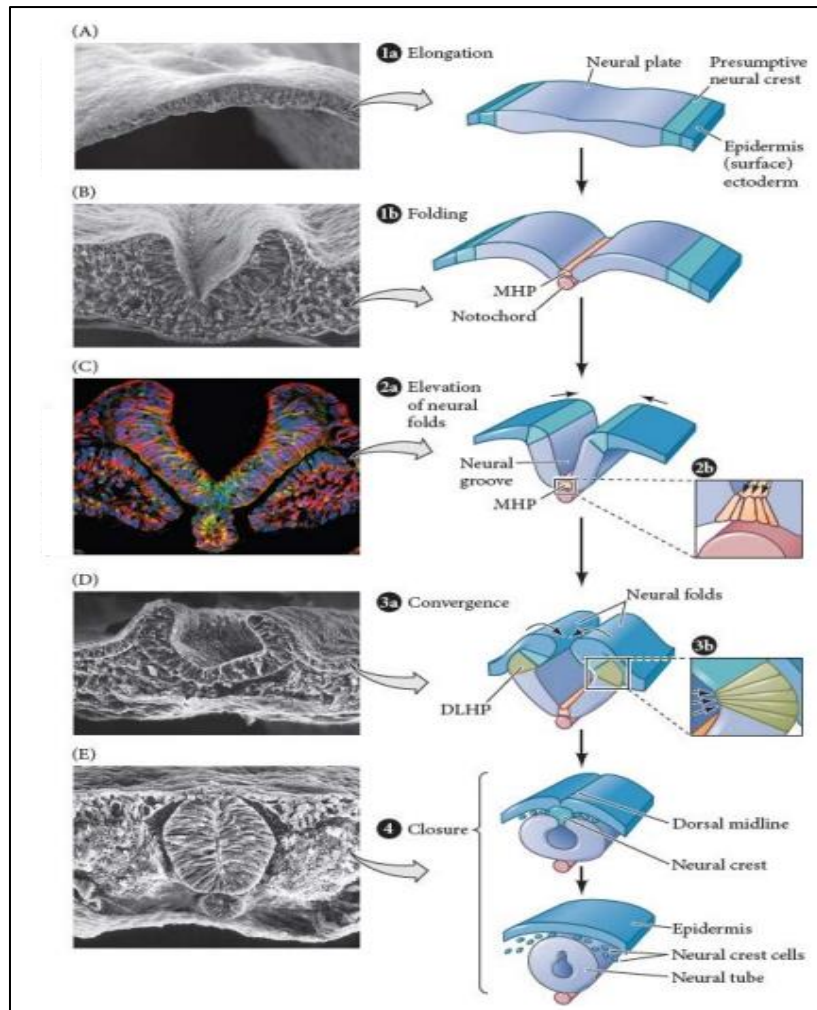 (A)
1a Elongation
Neural plate
Presumptive
neural crest
Epidermis
(surface)
ectoderm
(B)
1b Folding
MHP
Notochord
(C)
2a Elevation
of neural
folds
Neural
groove
MHP
2b
(D)
3a Convergence
Neural folds
3b
DLHP
(E)
4 Closure
Dorsal midline
Neural crest
Epidermis
Neural crest cells
Neural tube